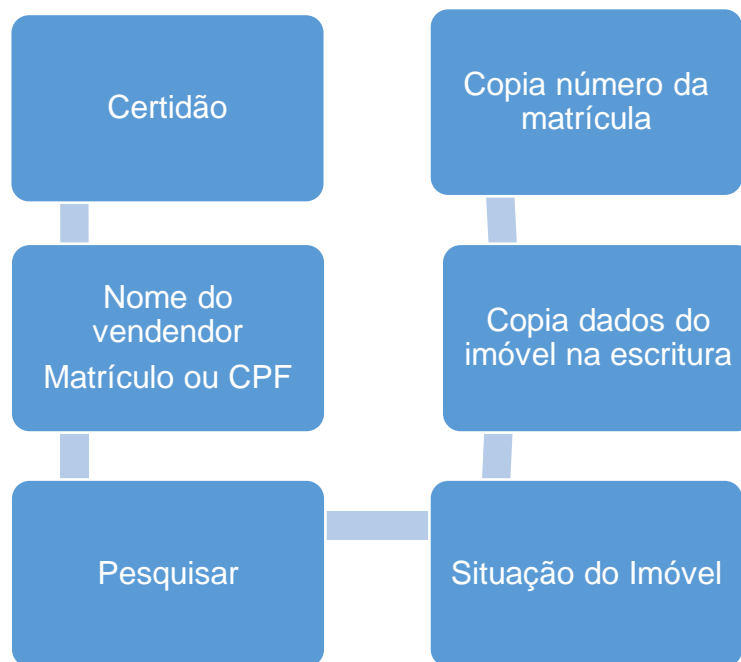 Certidão
Nome do
vendendor
Matrículo ou CPF
Pesquisar
Situação do Imóvel
Copia dados do
imóvel na escritura
Copia número da
matrícula